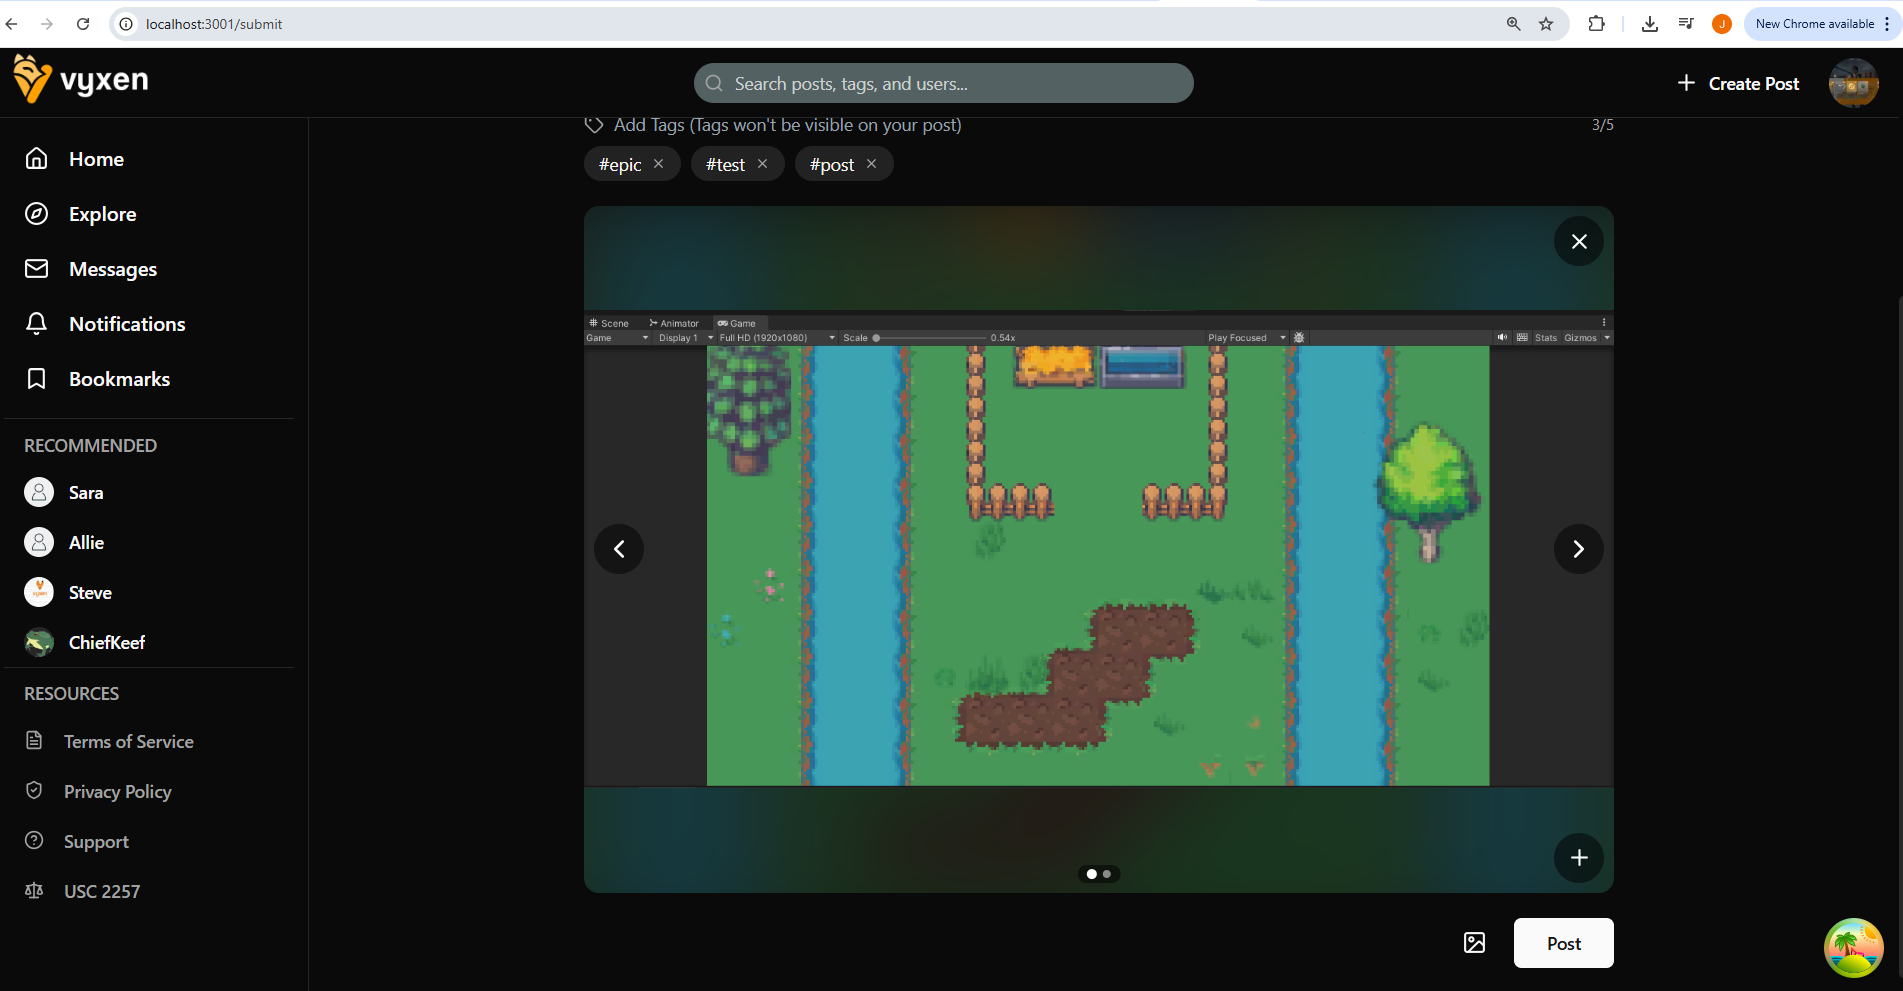 localhost:3001/submit
J
New Chrome available
vyxen
Search posts, tags, and users...
Create Post
Home
Explore
Messages
Notifications
Bookmarks
RECOMMENDED
Sara
Allie
vyxen
Steve
ChiefKeef
RESOURCES
Terms of Service
Privacy Policy
Support
USC 2257
Add Tags (Tags won't be visible on your post)
3/5
#epic
#test
#post
Scene Animator Game
Game Display 1 Full HD (1920x1080) Scale 0.54x Play Focused Stats Gizmos
Post